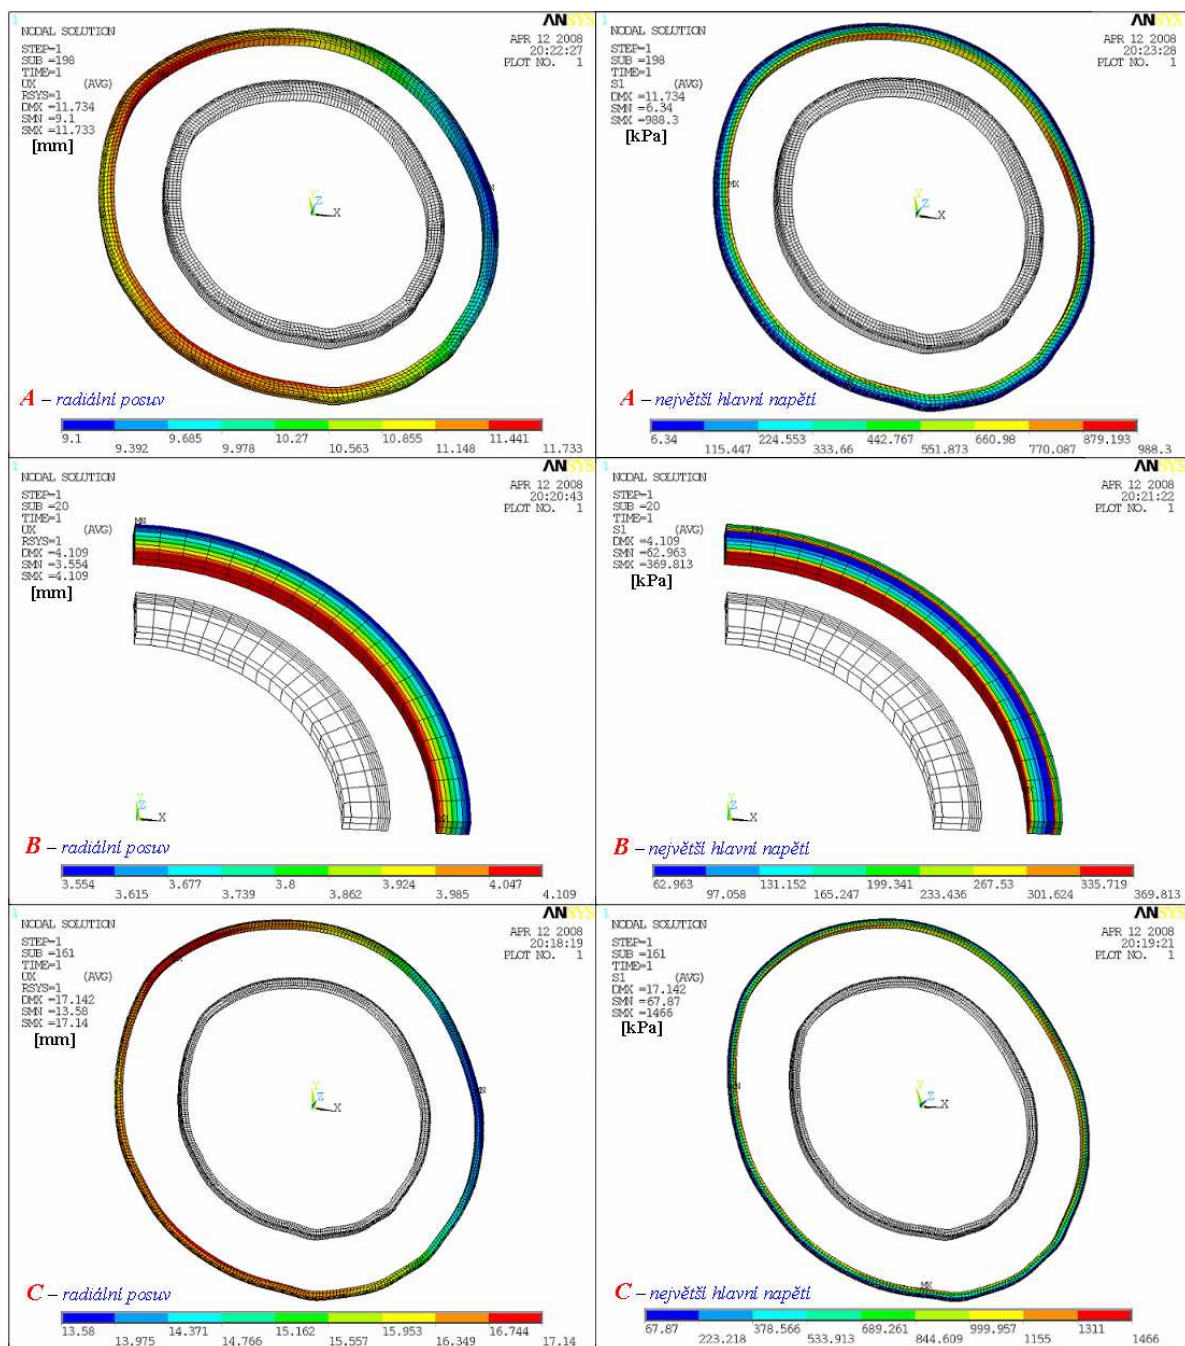 1
ANSYS
NODAL SOLUTION
APR 12 2008
STEP=1
20:22:27
SUB =198
PLOT NO. 1
TIME=1
UX (AVG)
RSYS=1
DMX =11.734
SMN =9.1
SMX =11.733
[mm]
N
Y
Z
X
A – radiální posuv
9.1 9.685 10.27 10.855 11.441
9.392 9.978 10.563 11.148 11.733
1
ANSYS
NODAL SOLUTION
APR 12 2008
STEP=1
20:23:28
SUB =198
PLOT NO. 1
TIME=1
S1 (AVG)
DMX =11.734
SMN =6.34
SMX =988.3
[kPa]
MX
Y
Z
X
A – největší hlavní napětí
6.34 224.553 442.767 660.98 879.193
115.447 333.66 551.873 770.087 988.3
1
ANSYS
NODAL SOLUTION
APR 12 2008
STEP=1
20:20:43
SUB =20
PLOT NO. 1
TIME=1
UX (AVG)
RSYS=1
DMX =4.109
SMN =3.554
SMX =4.109
[mm]
MN
Y
Z
X
B – radiální posuv
3.554 3.677 3.8 3.924 4.047
3.615 3.739 3.862 3.985 4.109
1
ANSYS
NODAL SOLUTION
APR 12 2008
STEP=1
20:21:22
SUB =20
PLOT NO. 1
TIME=1
S1 (AVG)
DMX =4.109
SMN =62.963
SMX =369.813
[kPa]
Y
Z
X
B – největší hlavní napětí
62.963 131.152 199.341 267.53 335.719
97.058 165.247 233.436 301.624 369.813
1
ANSYS
NODAL SOLUTION
APR 12 2008
STEP=1
20:18:19
SUB =161
PLOT NO. 1
TIME=1
UX (AVG)
RSYS=1
DMX =17.142
SMN =13.58
SMX =17.14
[mm]
MN
Y
Z
X
C – radiální posuv
13.58 14.371 15.162 15.953 16.744
13.975 14.766 15.557 16.349 17.14
1
ANSYS
NODAL SOLUTION
APR 12 2008
STEP=1
20:19:21
SUB =161
PLOT NO. 1
TIME=1
S1 (AVG)
DMX =17.142
SMN =67.87
SMX =1466
[kPa]
MN
Y
Z
X
MX
C – největší hlavní napětí
67.87 378.566 689.261 999.957 1311
223.218 533.913 844.609 1155 1466